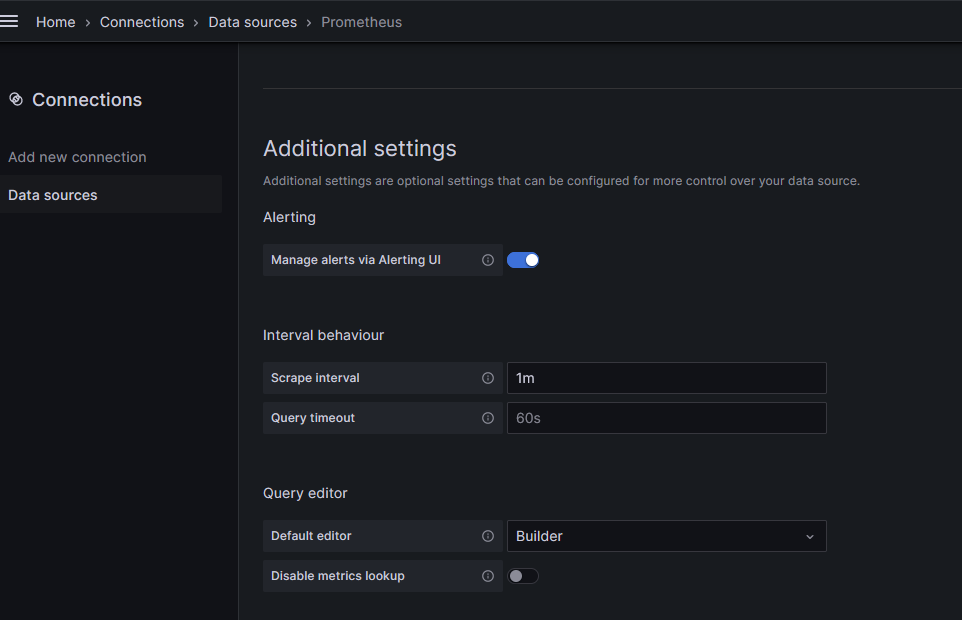 Home › Connections › Data sources › Prometheus
Connections
Add new connection
Data sources
Additional settings
Additional settings are optional settings that can be configured for more control over your data source.
Alerting
Manage alerts via Alerting UI
Interval behaviour
Scrape interval 1m
Query timeout 60s
Query editor
Default editor Builder
Disable metrics lookup